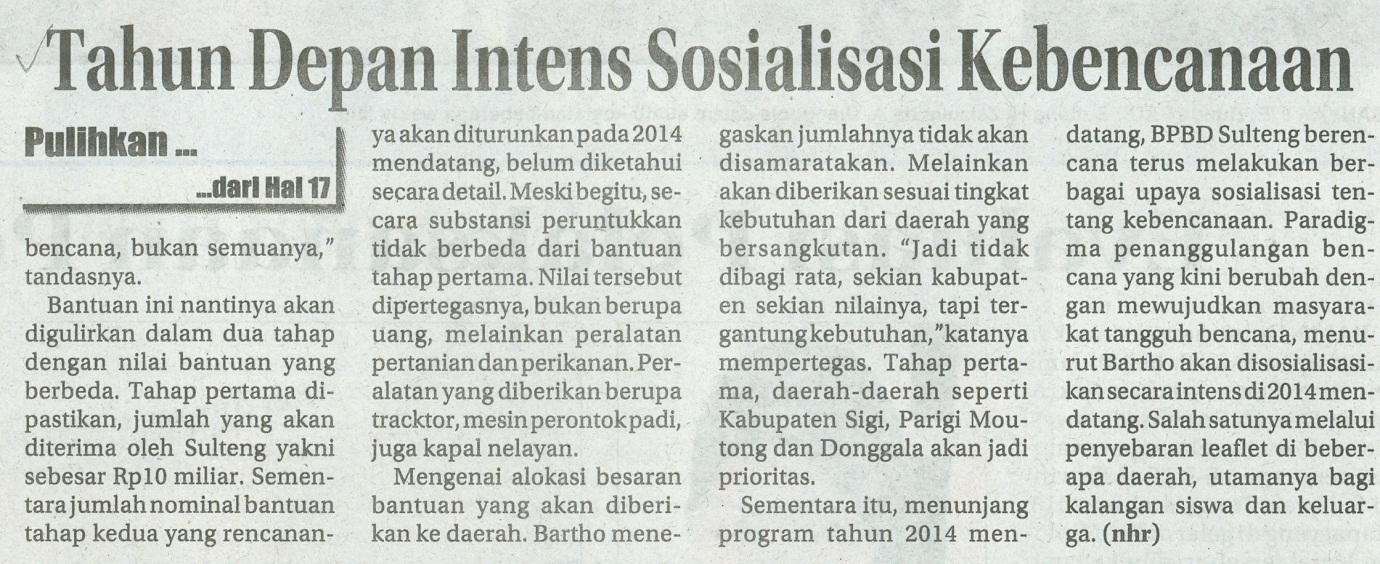 Tahun Depan Intens Sosialisasi Kebencanaan
Pulihkan ...
...dari Hal 17
bencana, bukan semuanya,”
tandasnya.
Bantuan ini nantinya akan
digulirkan dalam dua tahap
dengan nilai bantuan yang
berbeda. Tahap pertama di-
pastikan, jumlah yang akan
diterima oleh Sulteng yakni
sebesar Rp10 miliar. Semen-
tara jumlah nominal bantuan
tahap kedua yang rencanan-
ya akan diturunkan pada 2014
mendatang, belum diketahui
secara detail. Meski begitu, se-
cara substansi peruntukkan
tidak berbeda dari bantuan
tahap pertama. Nilai tersebut
dipertegasnya, bukan berupa
uang, melainkan peralatan
pertanian dan perikanan. Per-
alatan yang diberikan berupa
tracktor, mesin perontok padi,
juga kapal nelayan.
Mengenai alokasi besaran
bantuan yang akan diberi-
kan ke daerah. Bartho mene-
gaskan jumlahnya tidak akan
disamaratakan. Melainkan
akan diberikan sesuai tingkat
kebutuhan dari daerah yang
bersangkutan. “Jadi tidak
dibagi rata, sekian kabupat-
en sekian nilainya, tapi ter-
gantung kebutuhan,” katanya
mempertegas. Tahap perta-
ma, daerah-daerah seperti
Kabupaten Sigi, Parigi Mou-
tong dan Donggala akan jadi
prioritas.
Sementara itu, menunjang
program tahun 2014 men-
datang, BPBD Sulteng beren-
cana terus melakukan ber-
bagai upaya sosialisasi ten-
tang kebencanaan. Paradig-
ma penanggulangan ben-
cana yang kini berubah den-
gan mewujudkan masyara-
kat tangguh bencana, menu-
rut Bartho akan disosialisasi-
kan secara intens di 2014 men-
datang. Salah satunya melalui
penyebaran leaflet di beber-
apa daerah, utamanya bagi
kalangan siswa dan keluar-
ga. (nhr)